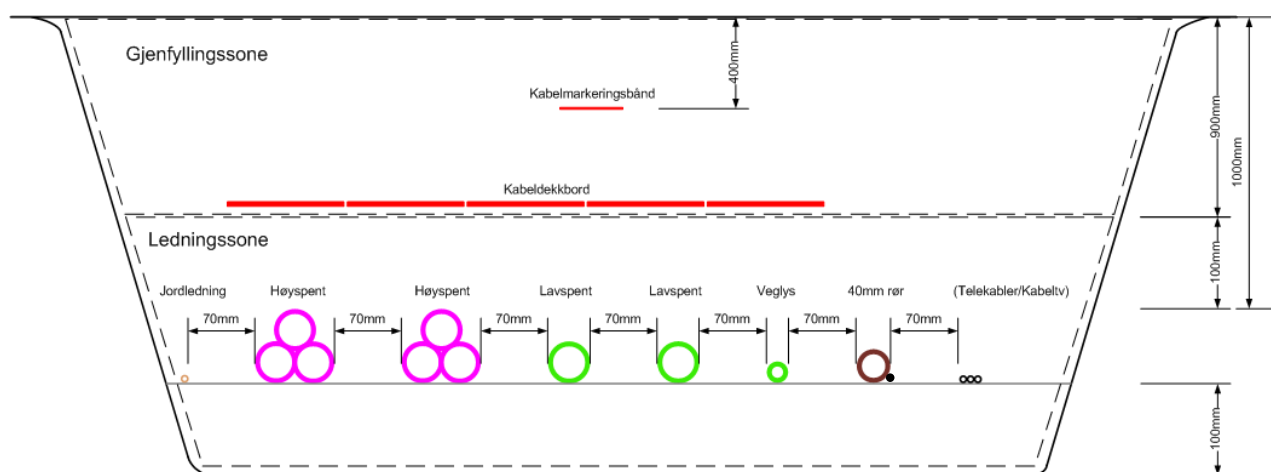 Gjenfyllingssone
400mm
Kabelmarkeringsbånd
900mm
1000mm
Kabeldekkbord
Ledningssone
100mm
Jordledning Høyspent Høyspent Lavspent Lavspent Veglys 40mm rør (Telekabler/Kabeltv)
70mm 70mm 70mm 70mm 70mm 70mm 70mm
100mm